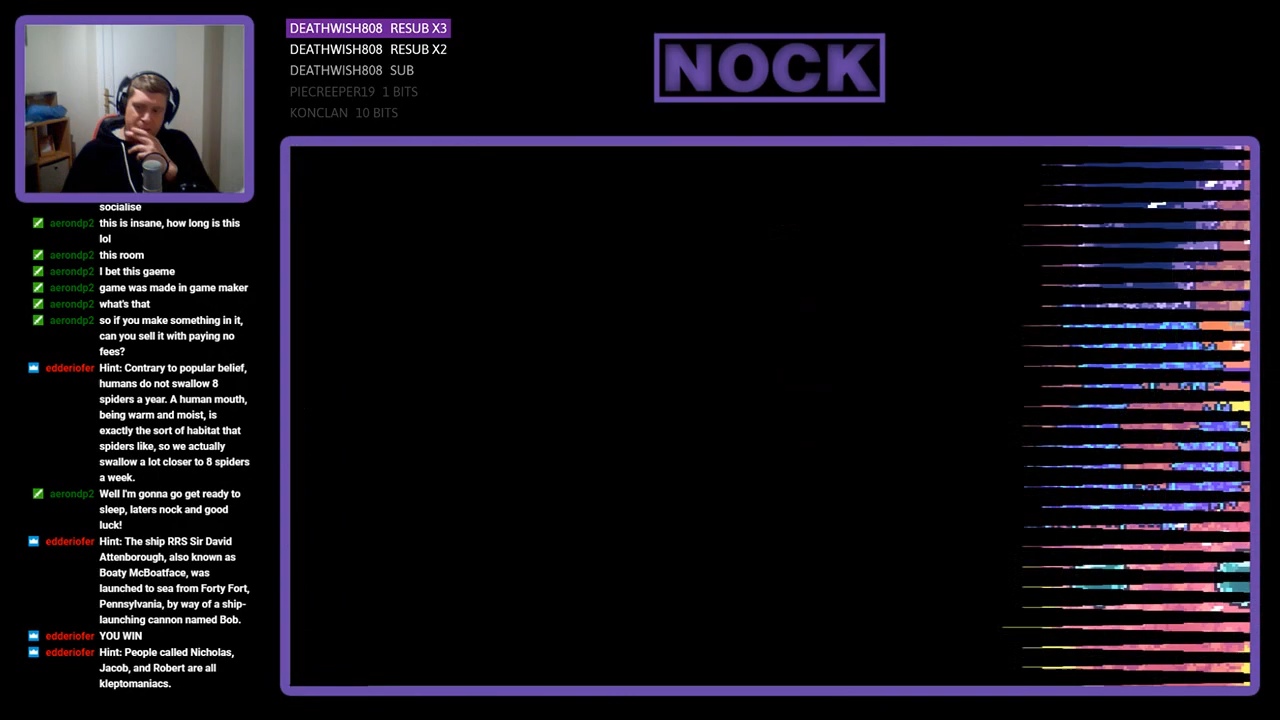 DEATHWISH808 RESUB X3
DEATHWISH808 RESUB X2
DEATHWISH808 SUB
PIECREEPER19 1 BITS
KONCLAN 10 BITS
NOCK
socialise
aerondp2 this is insane, how long is this
lol
aerondp2 this room
aerondp2 I bet this gaeme
aerondp2 game was made in game maker
aerondp2 what's that
aerondp2 so if you make something in it,
can you sell it with paying no
fees?
edderiofer Hint: Contrary to popular belief,
humans do not swallow 8
spiders a year. A human mouth,
being warm and moist, is
exactly the sort of habitat that
spiders like, so we actually
swallow a lot closer to 8 spiders
a week.
aerondp2 Well I'm gonna go get ready to
sleep, laters nock and good
luck!
edderiofer Hint: The ship RRS Sir David
Attenborough, also known as
Boaty McBoatface, was
launched to sea from Forty Fort,
Pennsylvania, by way of a ship-
launching cannon named Bob.
edderiofer YOU WIN
edderiofer Hint: People called Nicholas,
Jacob, and Robert are all
kleptomaniacs.